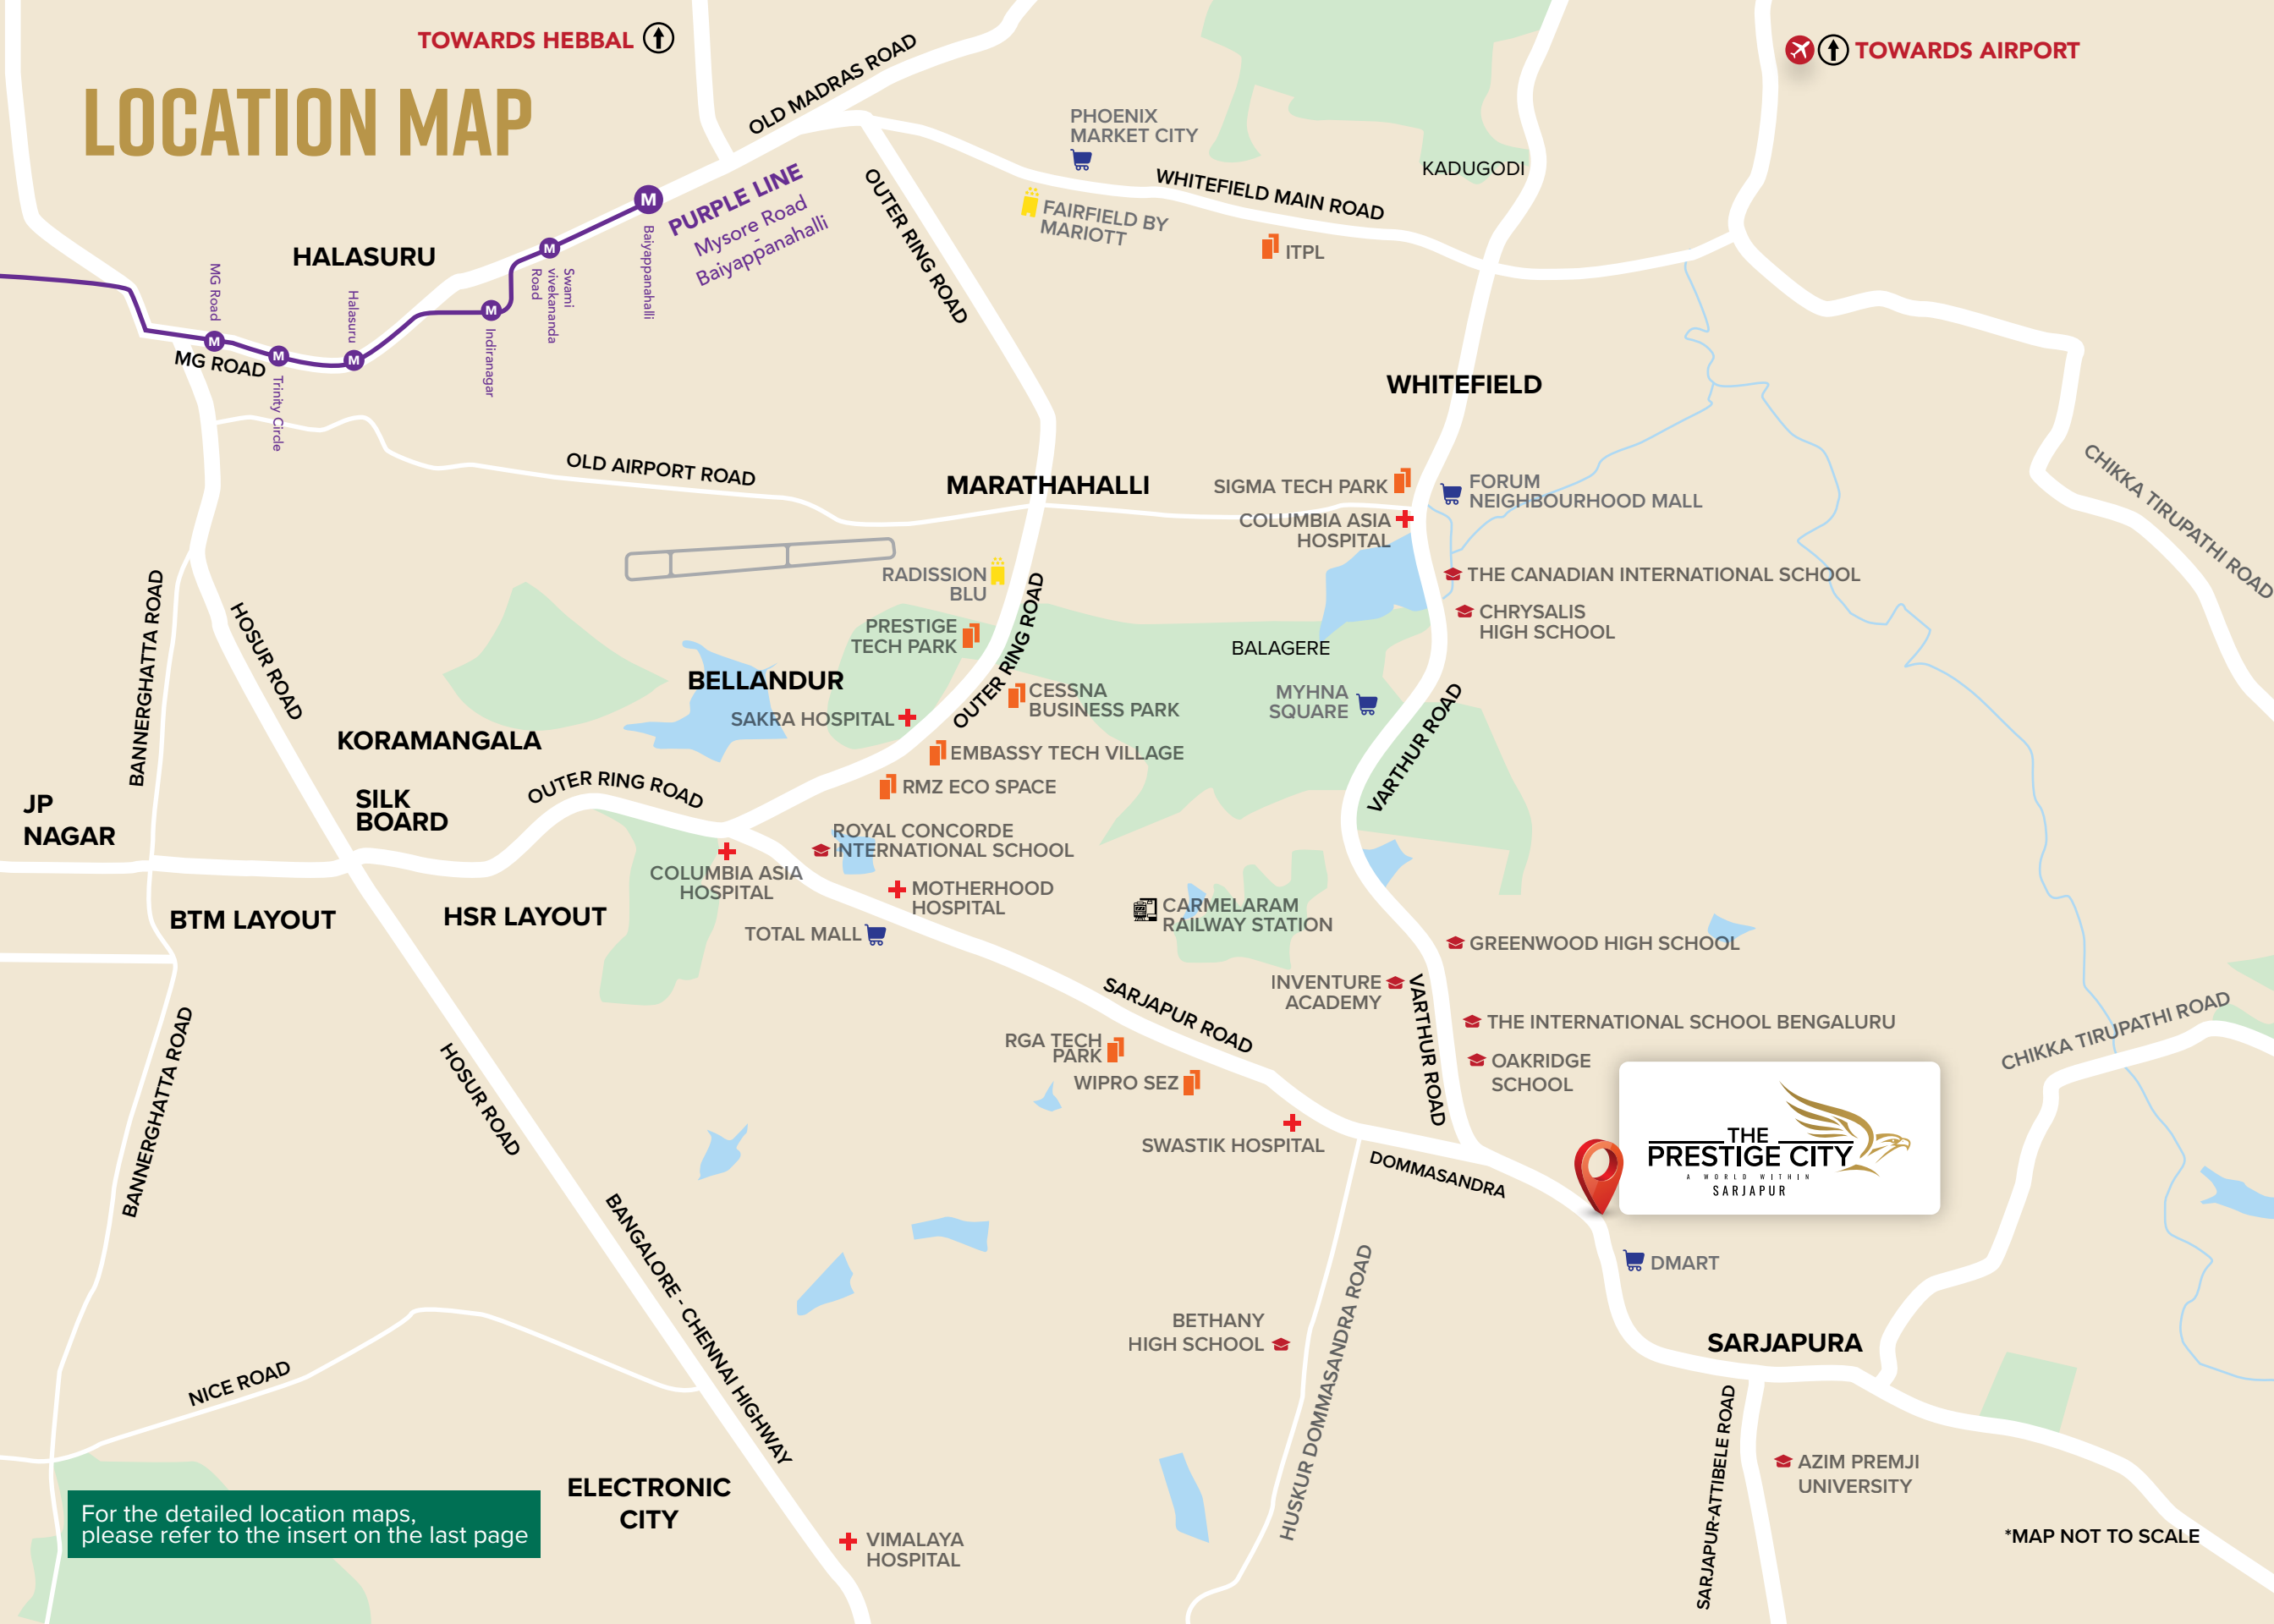 TOWARDS HEBBAL
TOWARDS AIRPORT
LOCATION MAP
OLD MADRAS ROAD
PHOENIX
MARKET CITY
WHITEFIELD MAIN ROAD
KADUGODI
FAIRFIELD BY
MARIOTT
ITPL
PURPLE LINE
Mysore Road
-
Baiyappanahalli
OUTER RING ROAD
HALASURU
M
M
M
M
M
M
MG Road
Trinity Circle
Halasuru
Indiranagar
Swami
vivekananda
Road
Baiyappanahalli
MG ROAD
WHITEFIELD
OLD AIRPORT ROAD
MARATHAHALLI
SIGMA TECH PARK
FORUM
NEIGHBOURHOOD MALL
COLUMBIA ASIA
HOSPITAL
CHIKKA TIRUPATHI ROAD
RADISSION
BLU
THE CANADIAN INTERNATIONAL SCHOOL
CHRYSALIS
HIGH SCHOOL
BANNERGHATTA ROAD
HOSUR ROAD
PRESTIGE
TECH PARK
OUTER RING ROAD
BALAGERE
BELLANDUR
CESSNA
BUSINESS PARK
MYHNA
SQUARE
SAKRA HOSPITAL
VARTHUR ROAD
KORAMANGALA
EMBASSY TECH VILLAGE
RMZ ECO SPACE
JP
NAGAR
SILK
BOARD
OUTER RING ROAD
ROYAL CONCORDE
INTERNATIONAL SCHOOL
COLUMBIA ASIA
HOSPITAL
MOTHERHOOD
HOSPITAL
CARMELARAM
RAILWAY STATION
BTM LAYOUT
HSR LAYOUT
TOTAL MALL
GREENWOOD HIGH SCHOOL
INVENTURE
ACADEMY
VARTHUR ROAD
SARJAPUR ROAD
THE INTERNATIONAL SCHOOL BENGALURU
RGA TECH
PARK
OAKRIDGE
SCHOOL
CHIKKA TIRUPATHI ROAD
WIPRO SEZ
BANNERGHATTA ROAD
HOSUR ROAD
SWASTIK HOSPITAL
DOMMASANDRA
THE
PRESTIGE CITY
A WORLD WITHIN
SARJAPUR
BANGALORE - CHENNAI HIGHWAY
DMART
HUSKUR DOMMASANDRA ROAD
BETHANY
HIGH SCHOOL
SARJAPURA
NICE ROAD
SARJAPUR-ATTIBELE ROAD
AZIM PREMJI
UNIVERSITY
ELECTRONIC
CITY
For the detailed location maps,
please refer to the insert on the last page
VIMALAYA
HOSPITAL
*MAP NOT TO SCALE